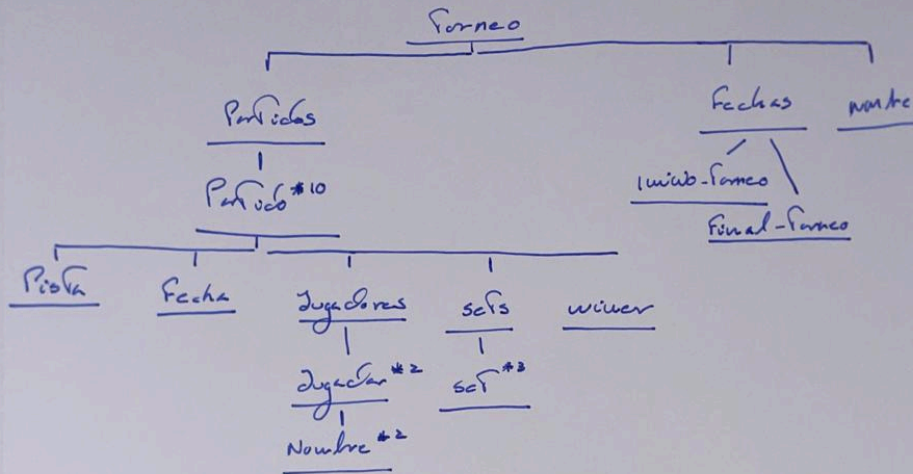 Torneo
Partidos
Fechas
nombre
Partido *10
inicio-Torneo
Final-Torneo
Pista
Fecha
Jugadores
seTs
winer
Jugador *2
seT *3
Nombre *2